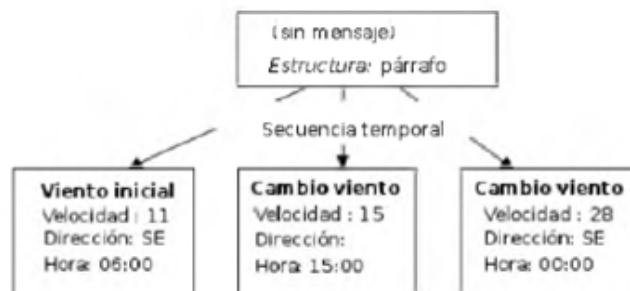 (sin mensaje)
Estructura: párrafo
Secuencia temporal
Viento inicial
Velocidad : 11
Dirección: SE
Hora: 06:00
Cambio viento
Velocidad : 15
Dirección:
Hora: 15:00
Cambio viento
Velocidad : 28
Dirección: SE
Hora: 00:00